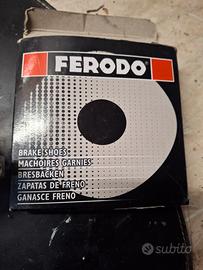 FERODO
BRAKE SHOES
MACHOIRES GARNIES
BRESBACKEN
ZAPATAS DE FRENO
GANASCE FRENO
subito